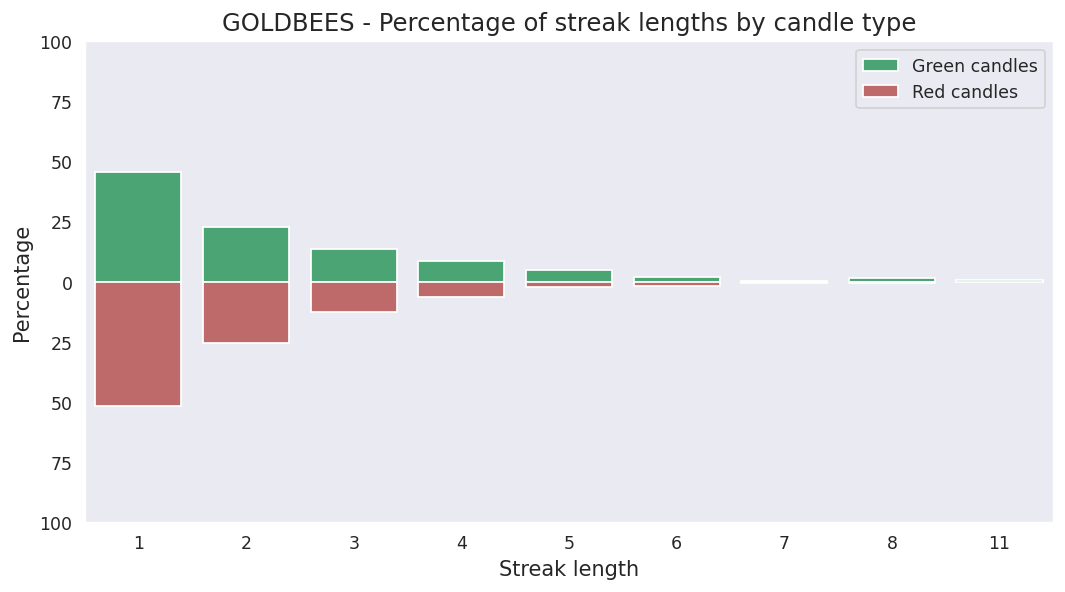 GOLDBEES - Percentage of streak lengths by candle type
Green candles
Red candles
Percentage
100
75
50
25
0
25
50
75
100
1 2 3 4 5 6 7 8 11
Streak length